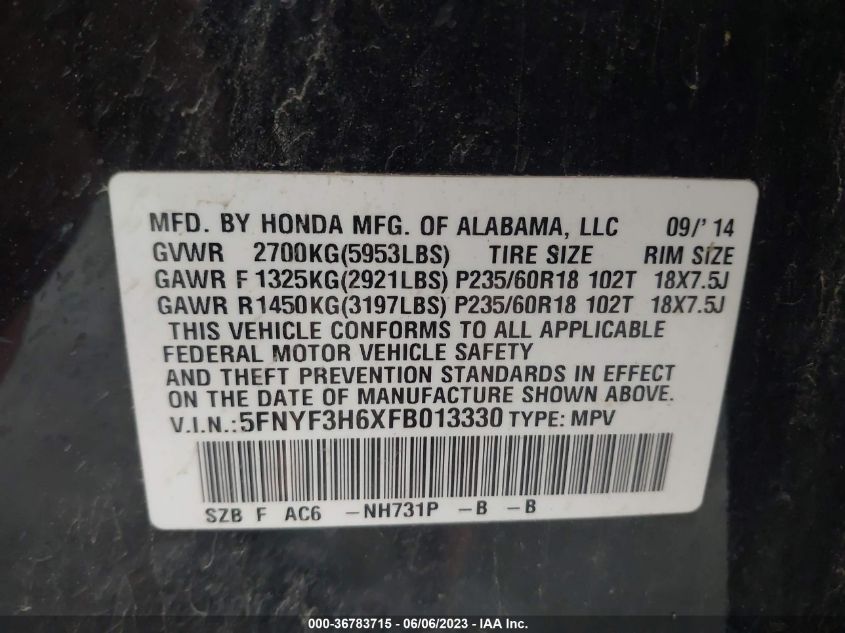 MFD. BY HONDA MFG. OF ALABAMA, LLC 09/' 14
GVWR 2700KG(5953LBS) TIRE SIZE RIM SIZE
GAWR F 1325KG(2921LBS) P235/60R18 102T 18X7.5J
GAWR R1450KG(3197LBS) P235/60R18 102T 18X7.5J
THIS VEHICLE CONFORMS TO ALL APPLICABLE
FEDERAL MOTOR VEHICLE SAFETY
AND THEFT PREVENTION STANDARDS IN EFFECT
ON THE DATE OF MANUFACTURE SHOWN ABOVE.
V.I.N.:5FNYF3H6XFB013330 TYPE: MPV
SZB F AC6 -NH731P -B -B
000-36783715 - 06/06/2023 - IAA Inc.